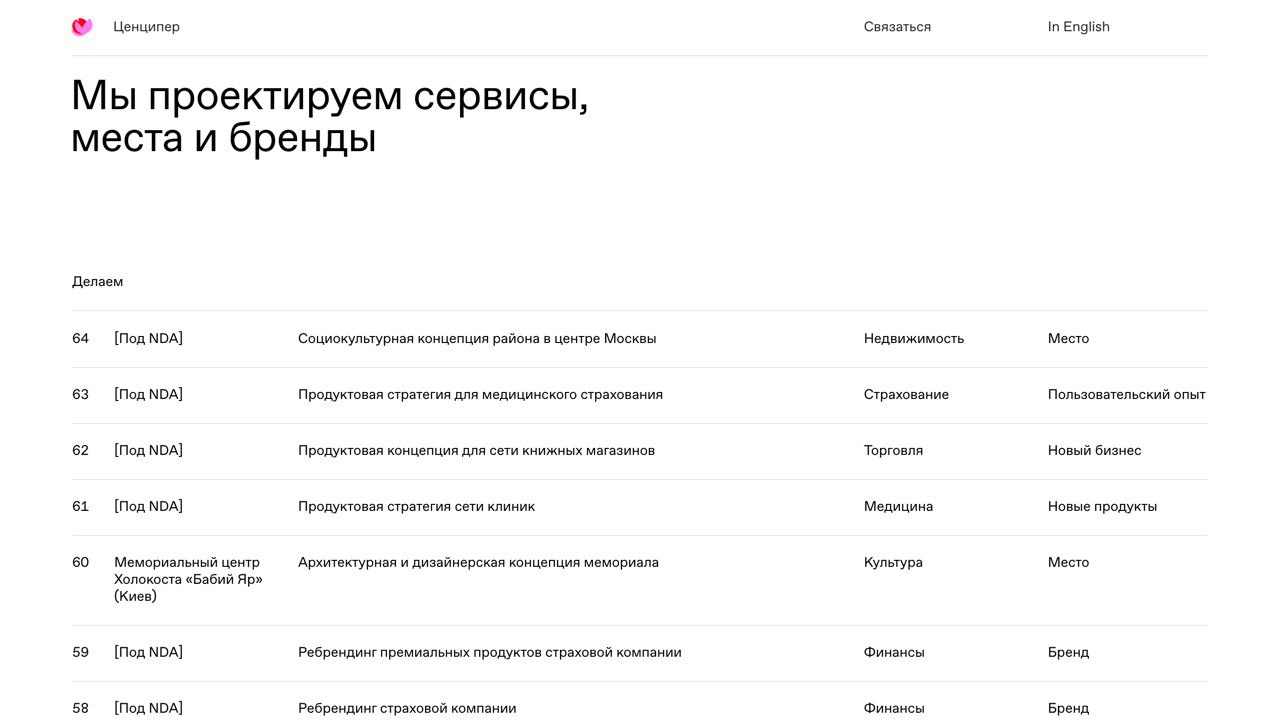 Ценципер
Связаться
In English
Мы проектируем сервисы,
места и бренды
Делаем
64 [Под NDA] Социокультурная концепция района в центре Москвы Недвижимость Место
63 [Под NDA] Продуктовая стратегия для медицинского страхования Страхование Пользовательский опыт
62 [Под NDA] Продуктовая концепция для сети книжных магазинов Торговля Новый бизнес
61 [Под NDA] Продуктовая стратегия сети клиник Медицина Новые продукты
60 Мемориальный центр Архитектурная и дизайнерская концепция мемориала Культура Место
Холокоста «Бабий Яр»
(Киев)
59 [Под NDA] Ребрендинг премиальных продуктов страховой компании Финансы Бренд
58 [Под NDA] Ребрендинг страховой компании Финансы Бренд